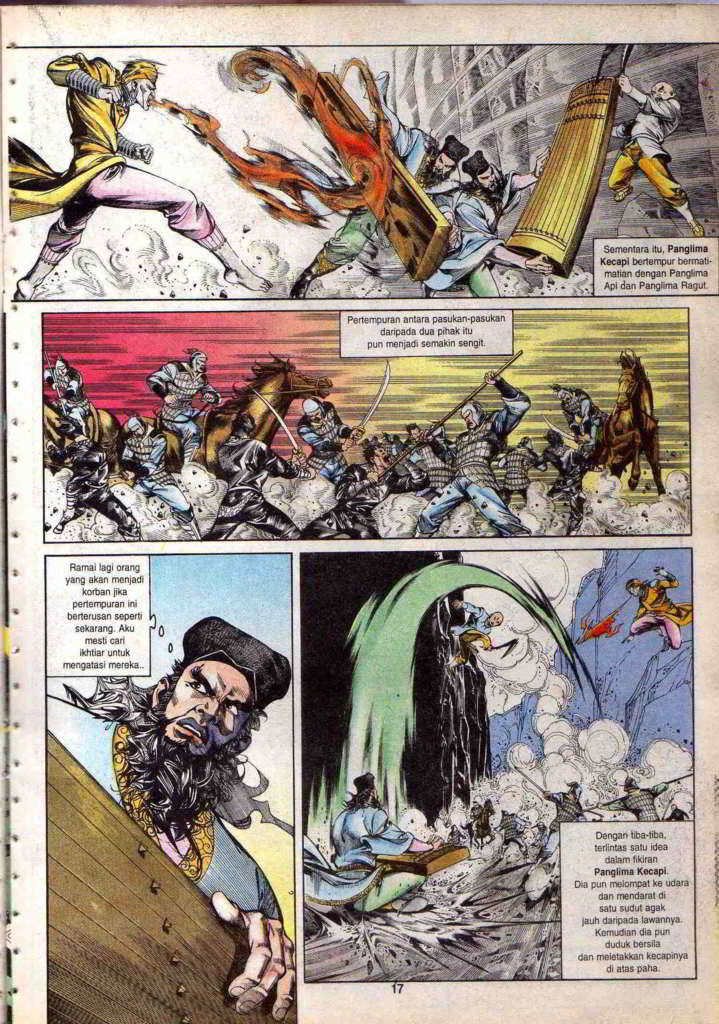 Sementara itu, Panglima
Kecapi bertempur bermati-
matian dengan Panglima
Api dan Panglima Ragut.
Pertempuran antara pasukan-pasukan
daripada dua pihak itu
pun menjadi semakin sengit.
Ramai lagi orang
yang akan menjadi
korban jika
pertempuran ini
berterusan seperti
sekarang. Aku
mesti cari
ikhtiar untuk
mengatasi mereka..
Dengan tiba-tiba,
terlintas satu idea
dalam fikiran
Panglima Kecapi.
Dia pun melompat ke udara
dan mendarat di
satu sudut agak
jauh daripada lawannya.
Kemudian dia pun
duduk bersila
dan meletakkan kecapinya
di atas paha.
17